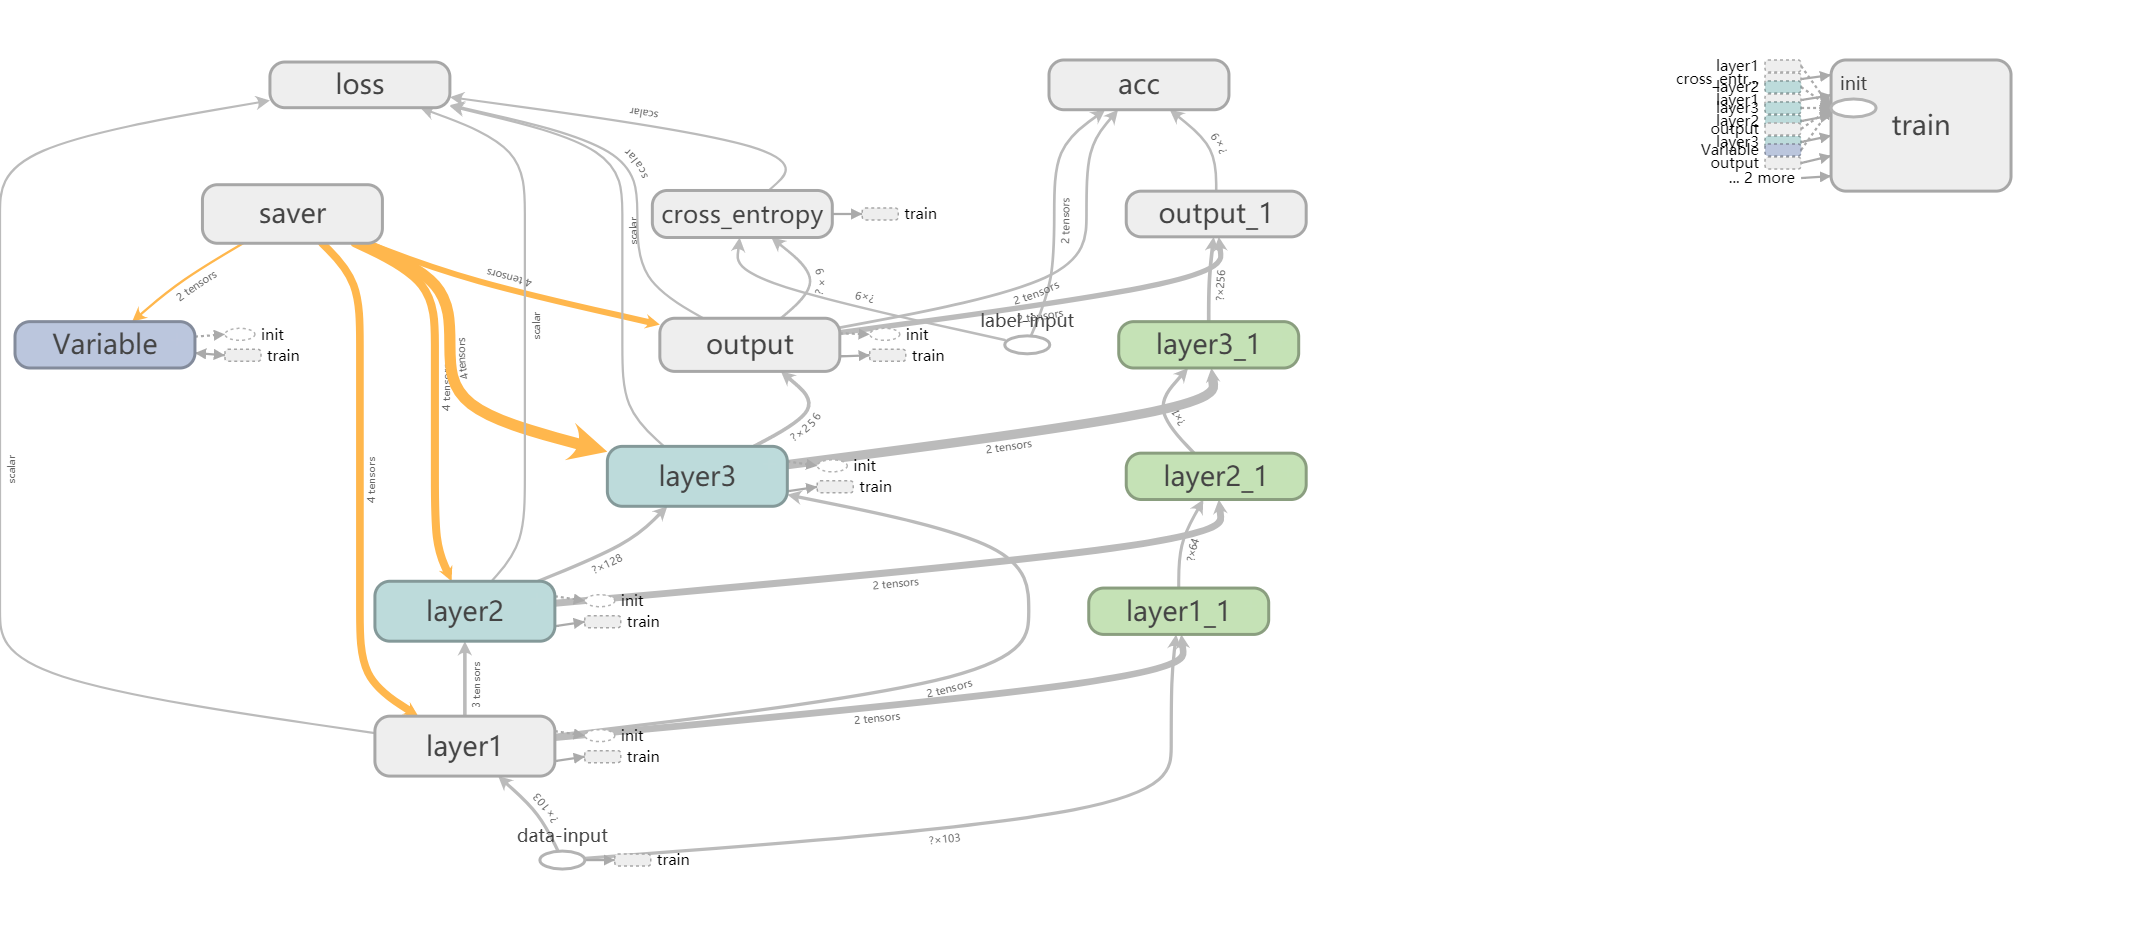 loss
scalar
acc
?×9
layer1
cross_entr..
layer2
layer1
layer3
layer2
output
layer3
Variable
output
... 2 more
init
train
saver
scalar
scalar
cross_entropy
train
2 tensors
output_1
2 tensors
4 tensors
?×9
?×9
?×256
2 tensors
2 tensors
label-input
scalar
Variable
init
train
output
init
train
layer3_1
4 tensors
4 tensors
?×256
2 tensors
?×1
scalar
4 tensors
layer3
init
train
layer2_1
?×128
?×64
2 tensors
layer2
init
train
layer1_1
3 tensors
2 tensors
2 tensors
layer1
init
train
?×103
data-input
?×103
train